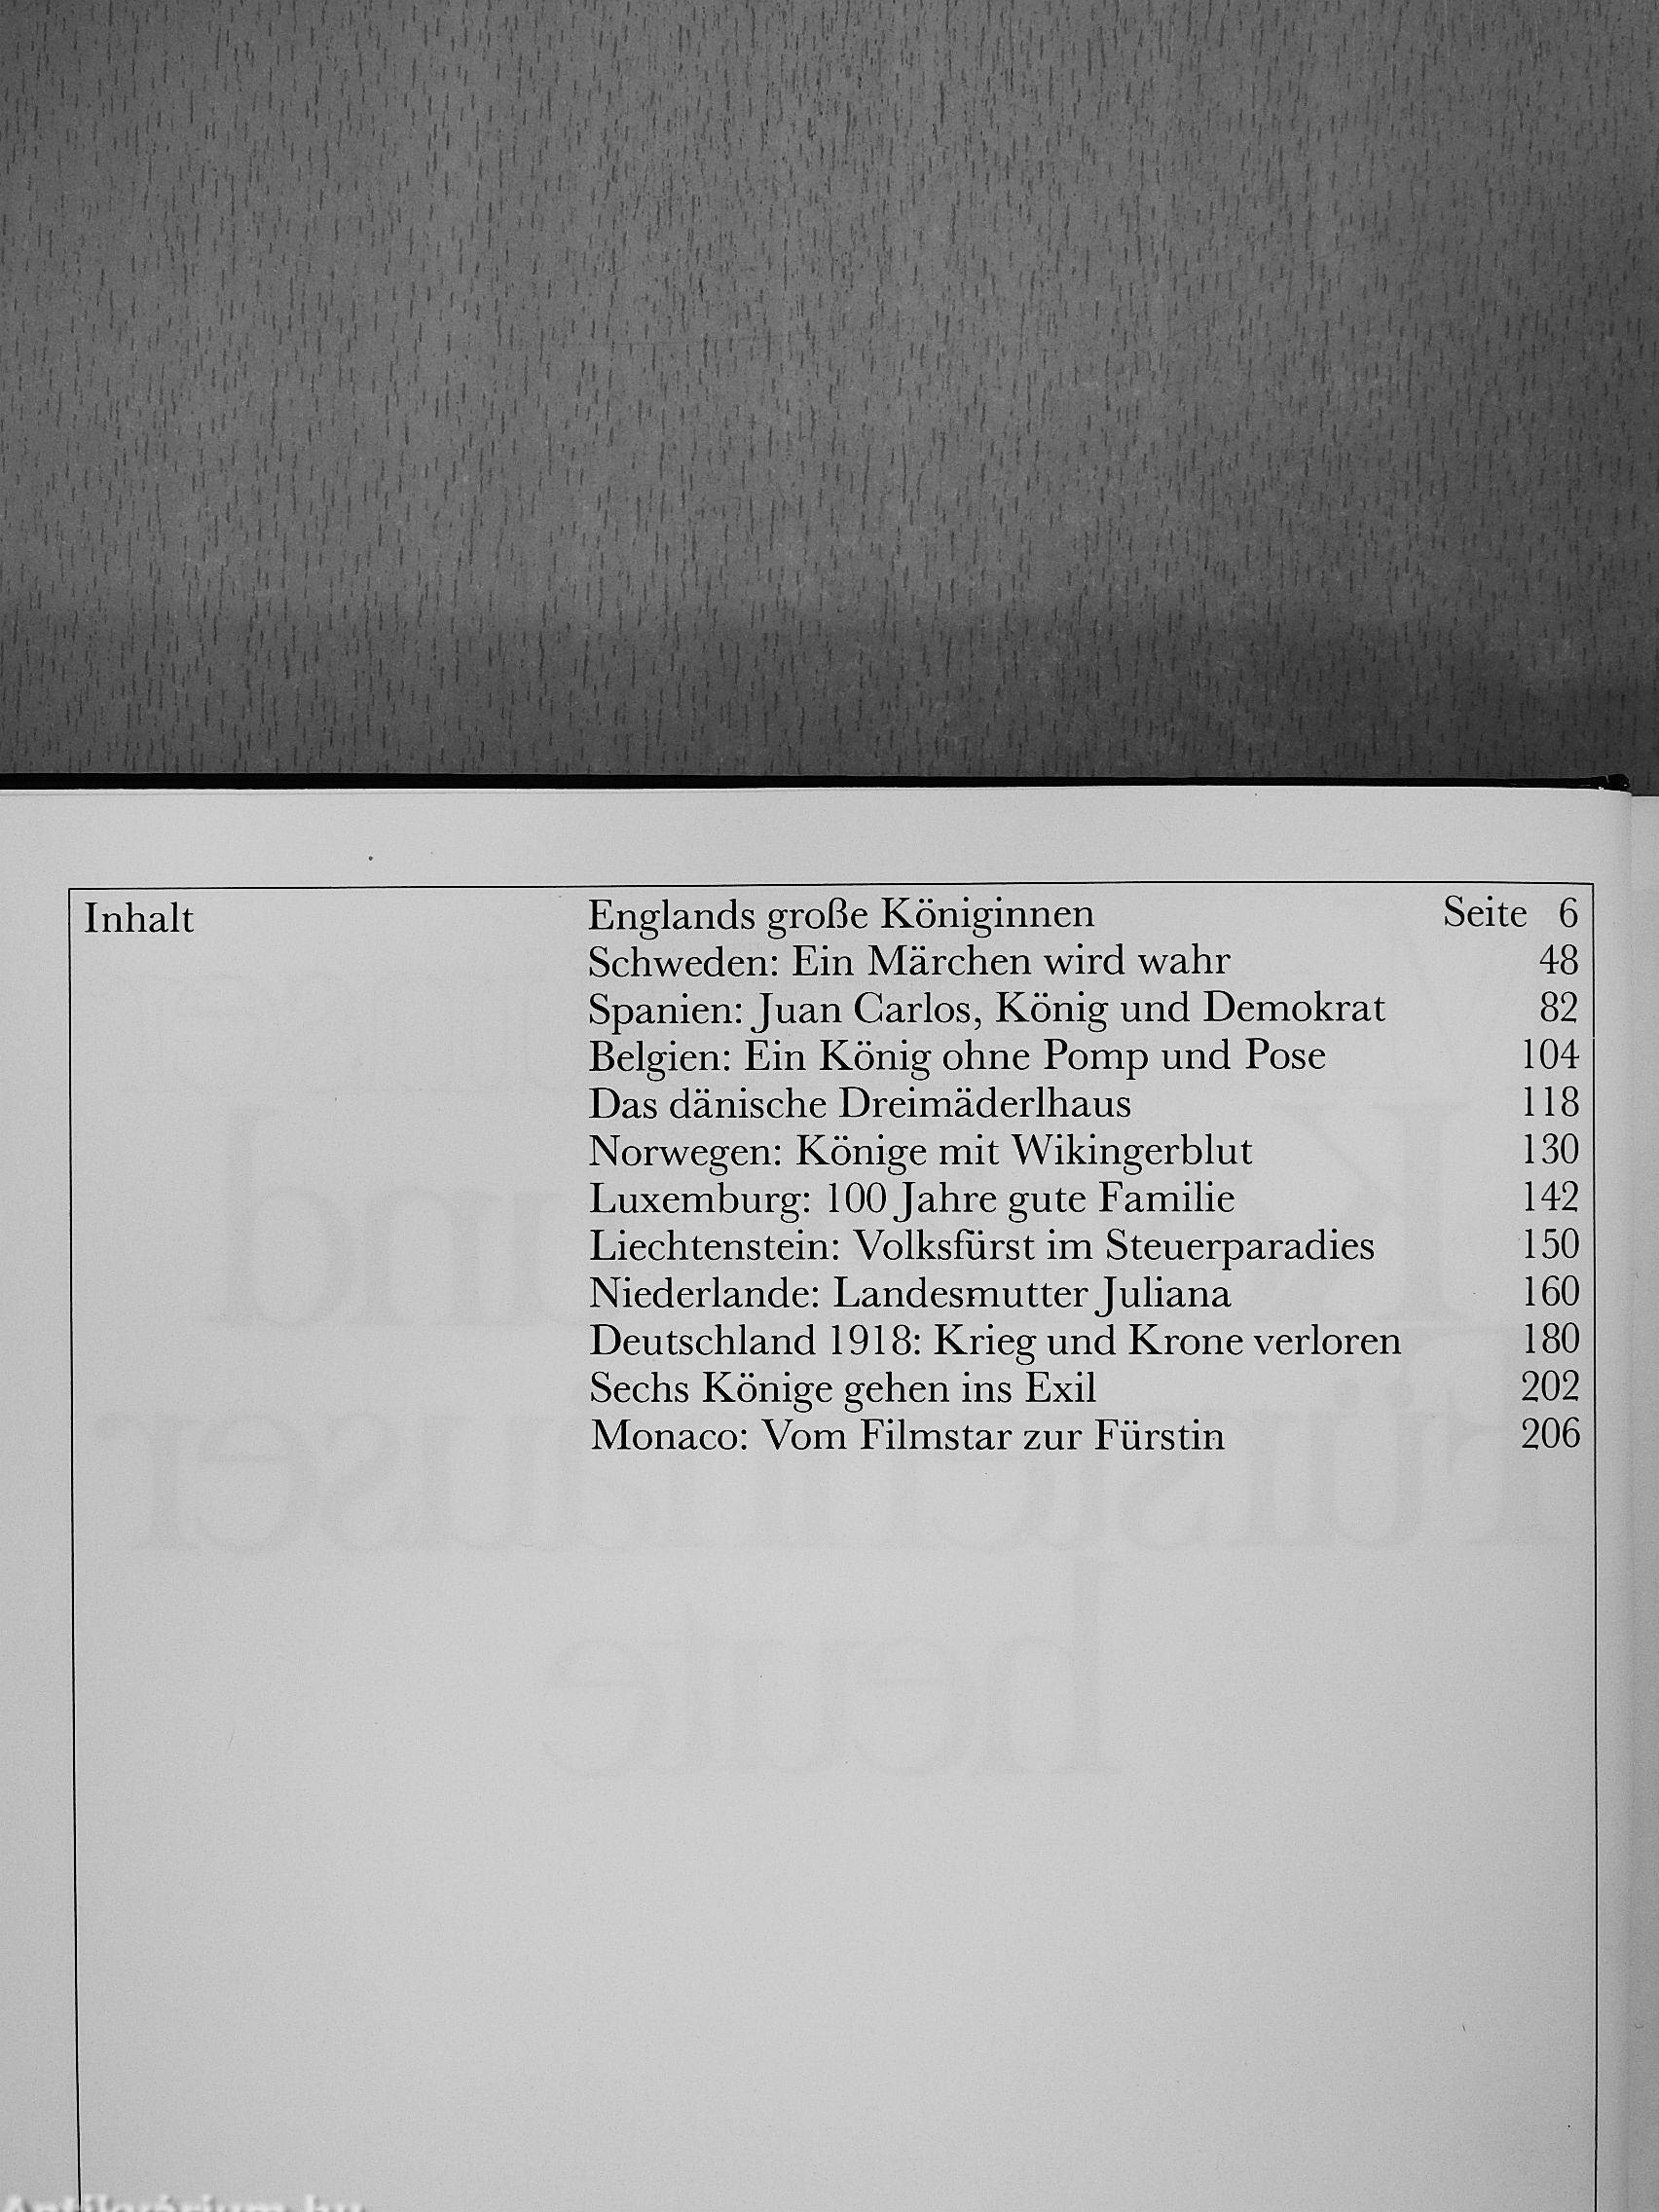 Inhalt Englands große Königinnen Seite 6
Schweden: Ein Märchen wird wahr 48
Spanien: Juan Carlos, König und Demokrat 82
Belgien: Ein König ohne Pomp und Pose 104
Das dänische Dreimäderlhaus 118
Norwegen: Könige mit Wikingerblut 130
Luxemburg: 100 Jahre gute Familie 142
Liechtenstein: Volksfürst im Steuerparadies 150
Niederlande: Landesmutter Juliana 160
Deutschland 1918: Krieg und Krone verloren 180
Sechs Könige gehen ins Exil 202
Monaco: Vom Filmstar zur Fürstin 206
heute